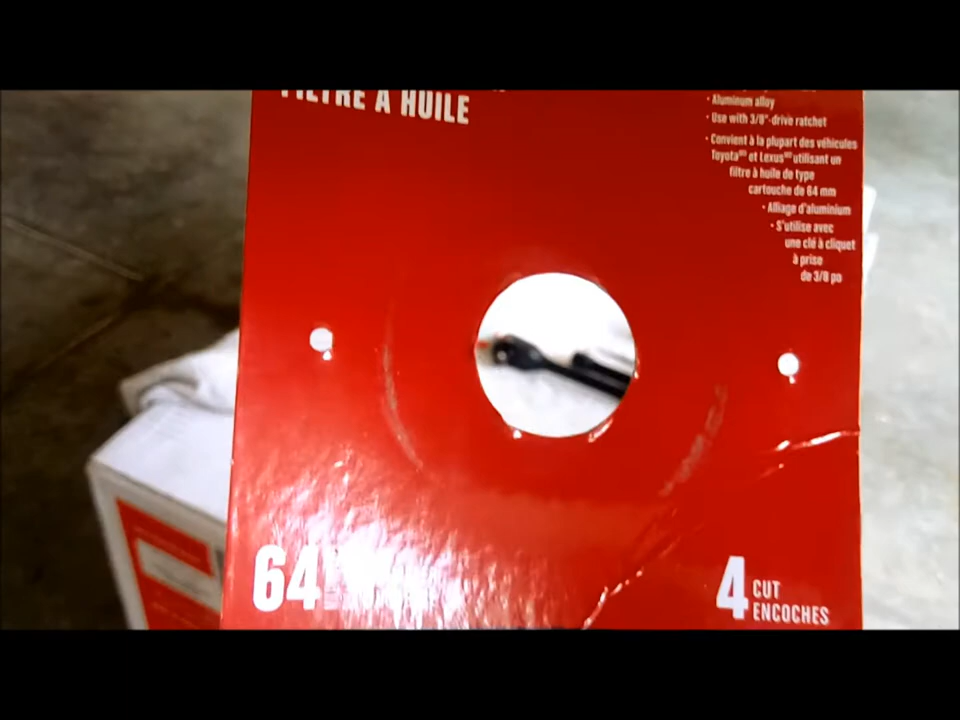 FILTRE À HUILE
• Aluminum alloy
• Use with 3/8"-drive ratchet
• Convient à la plupart des véhicules
Toyotaᴹᴰ et Lexusᴹᴰ utilisant un
filtre à huile de type
cartouche de 64 mm
• Alliage d'aluminium
• S'utilise avec
une clé à cliquet
à prise
de 3/8 po
64
4 CUT
ENCOCHES